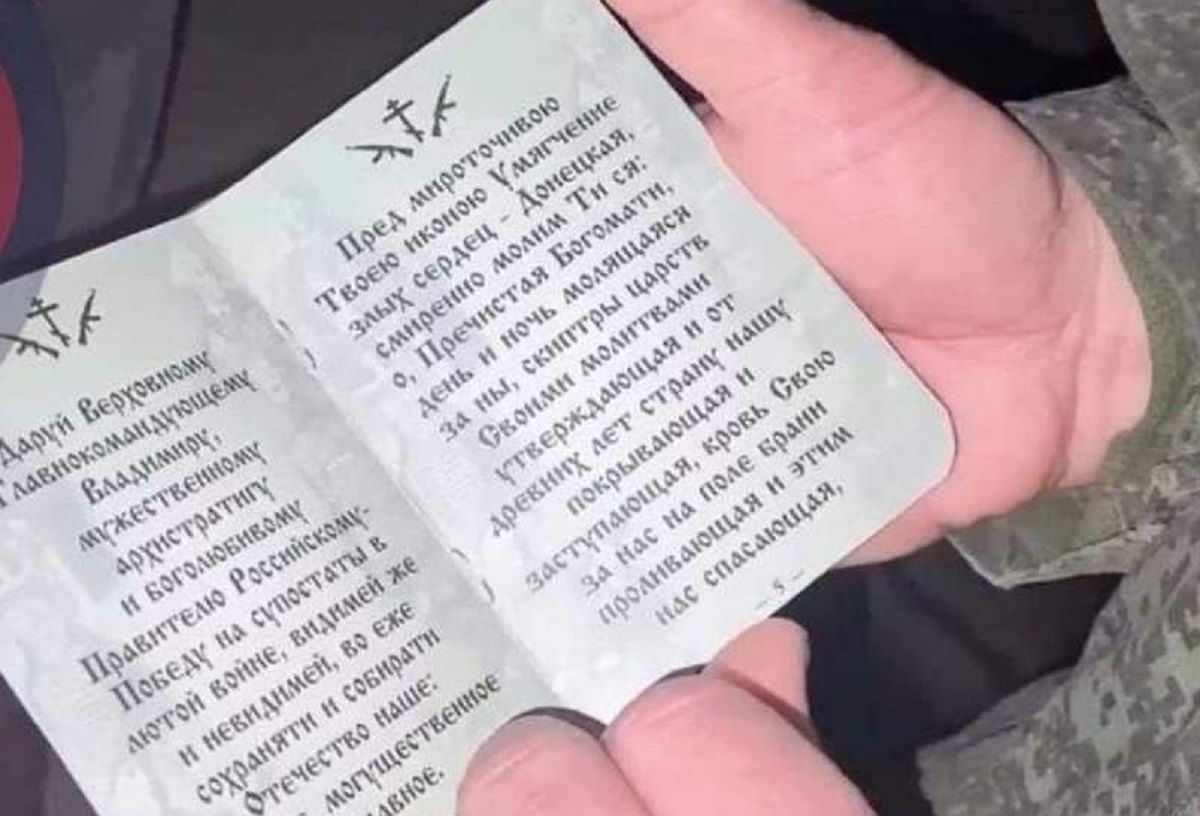 Даруй Верховному
Главнокомандующему
Владимиру,
мужественному
архистратигу
и боголюбивому
Правителю Российскому-
Победу на супостаты в
лютой войне, видимей же
и невидимей, во еже
сохраняти и собирати
Отечество наше:
могущественное
Пред мироточивою
Твоею иконою Умягчение
злых сердец - Донецкая,
смиренно молим Ти ся:
о, Пречистая Богомати,
день и ночь молящаяся
за ны, скиптры царств
Своими молитвами
утверждающая и от
древних лет страну нашу
покрывающая и
заступающая, кровь Свою
за нас на поле брани
проливающая и этим
нас спасающая,
— 5 —